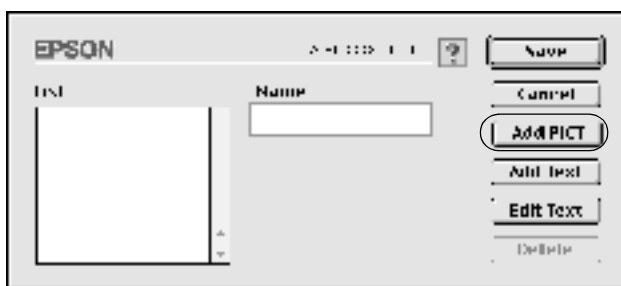 EPSON
?
Save
List
Name
Cancel
Add PICT
Add Text
Edit Text
Delete